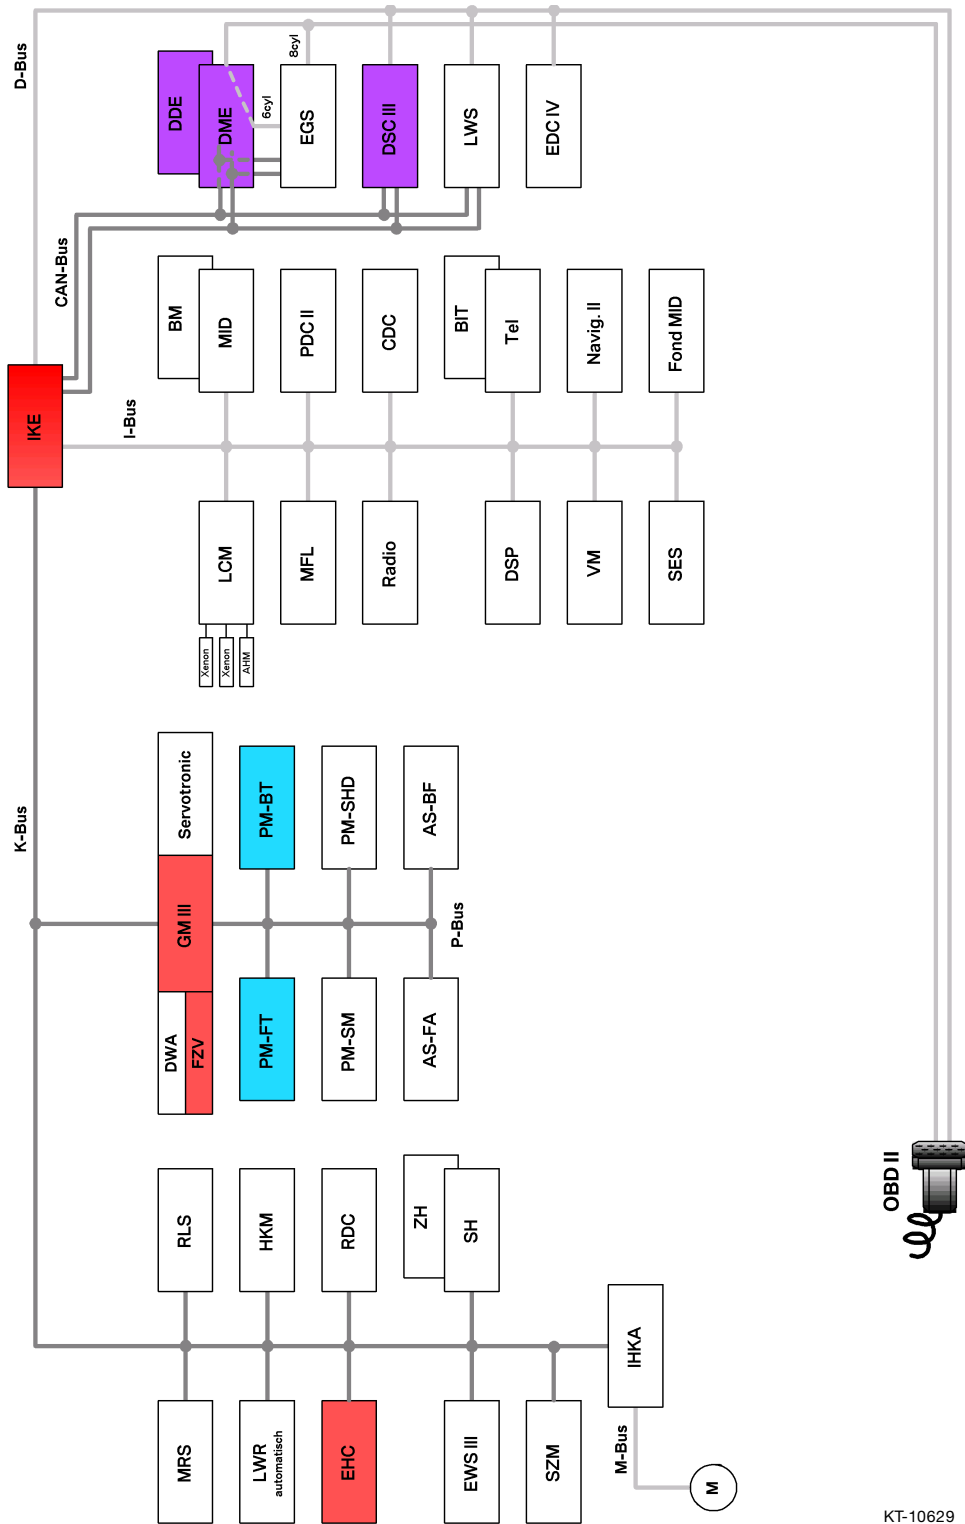 D-Bus
DDE
DME
6cyl
8cyl
EGS
DSC III
LWS
EDC IV
CAN-Bus
IKE
I-Bus
BM
MID
PDC II
CDC
BIT
Tel
Navig. II
Fond MID
LCM
MFL
Radio
DSP
VM
SES
Xenon
Xenon
AHM
K-Bus
Servotronic
GM III
DWA
FZV
PM-BT
PM-SHD
AS-BF
P-Bus
PM-FT
PM-SM
AS-FA
OBD II
RLS
HKM
RDC
ZH
SH
IHKA
MRS
LWR
automatisch
EHC
EWS III
SZM
M-Bus
M
KT-10629